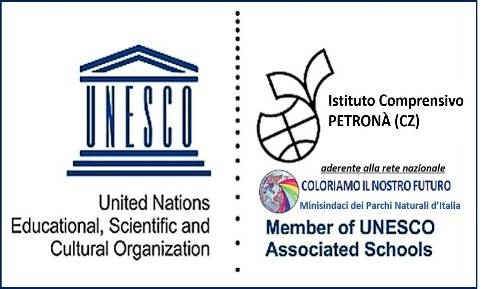 UNESCO
United Nations
Educational, Scientific and
Cultural Organization
Istituto Comprensivo
PETRONÀ (CZ)
aderente alla rete nazionale
COLORIAMO IL NOSTRO FUTURO
Minisindaci dei Parchi Naturali d'Italia
Member of UNESCO
Associated Schools